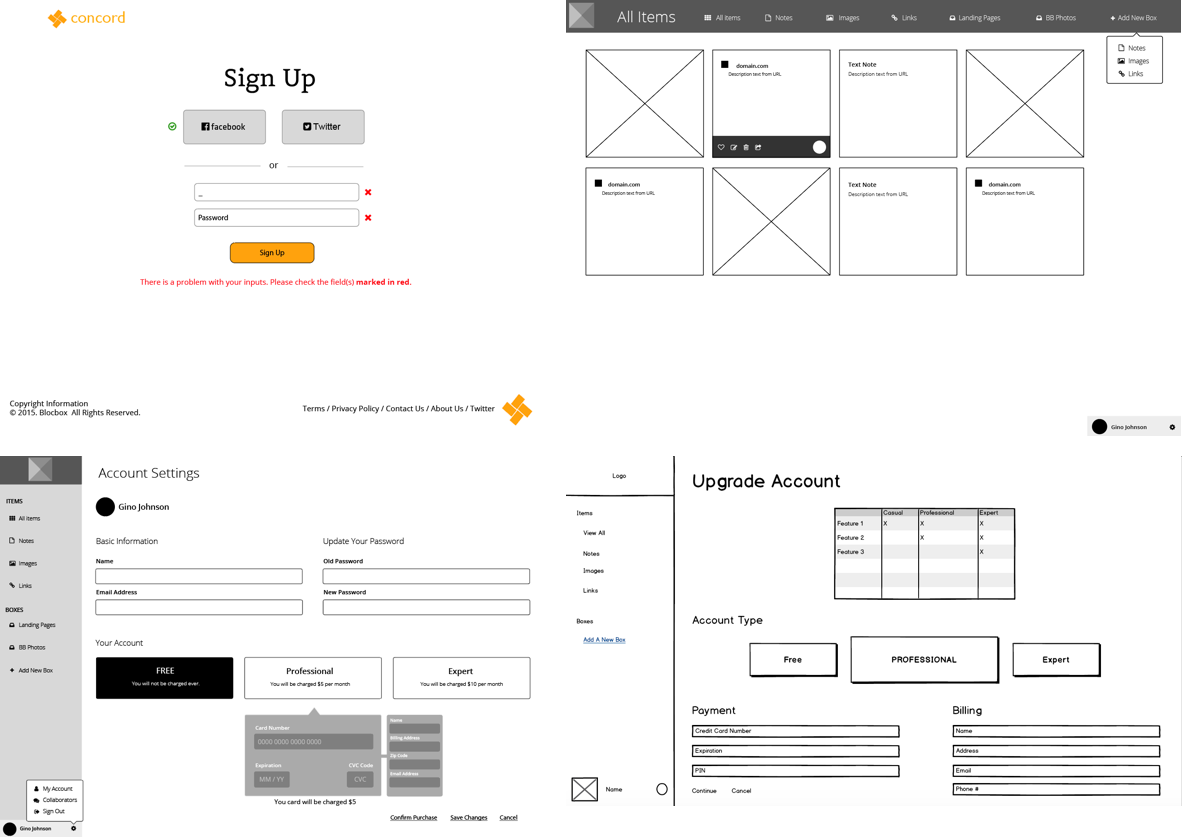 concord
Sign Up
facebook
Twitter
or
_
Password
Sign Up
There is a problem with your inputs. Please check the field(s) marked in red.
Copyright Information
© 2015. Blocbox All Rights Reserved.
Terms / Privacy Policy / Contact Us / About Us / Twitter
All Items
All items
Notes
Images
Links
Landing Pages
BB Photos
+ Add New Box
Notes
Images
Links
domain.com
Description text from URL
Text Note
Description text from URL
domain.com
Description text from URL
Text Note
Description text from URL
domain.com
Description text from URL
Gino Johnson
ITEMS
All items
Notes
Images
Links
BOXES
Landing Pages
BB Photos
+ Add New Box
My Account
Collaborators
Sign Out
Gino Johnson
Account Settings
Gino Johnson
Basic Information
Update Your Password
Name
Old Password
Email Address
New Password
Your Account
FREE
You will not be charged ever.
Professional
You will be charged $5 per month
Expert
You will be charged $10 per month
Card Number
0000 0000 0000 0000
Expiration
CVC Code
MM / YY
CVC
Name
Billing Address
Zip Code
Email Address
You card will be charged $5
Confirm Purchase
Save Changes
Cancel
Logo
Items
View All
Notes
Images
Links
Boxes
Add A New Box
Name
Upgrade Account
Casual Professional Expert
Feature 1 X X X
Feature 2 X X
Feature 3 X
Account Type
Free
PROFESSIONAL
Expert
Payment
Credit Card Number
Expiration
PIN
Continue
Cancel
Billing
Name
Address
Email
Phone #